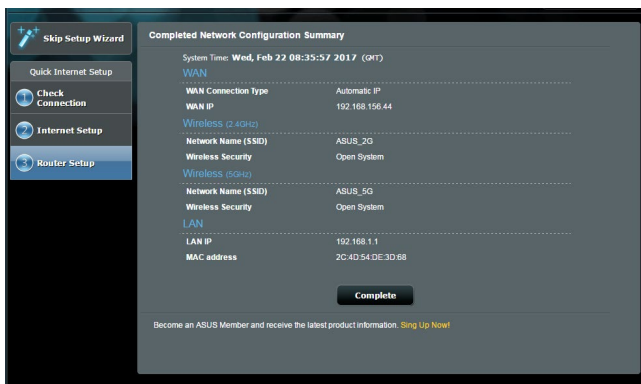 Skip Setup Wizard
Quick Internet Setup
1 Check Connection
2 Internet Setup
3 Router Setup
Completed Network Configuration Summary
System Time: Wed, Feb 22 08:35:57 2017 (GMT)
WAN
WAN Connection Type Automatic IP
WAN IP 192.168.156.44
Wireless (2.4GHz)
Network Name (SSID) ASUS_2G
Wireless Security Open System
Wireless (5GHz)
Network Name (SSID) ASUS_5G
Wireless Security Open System
LAN
LAN IP 192.168.1.1
MAC address 2C:4D:54:DE:3D:68
Complete
Become an ASUS Member and receive the latest product information. Sing Up Now!